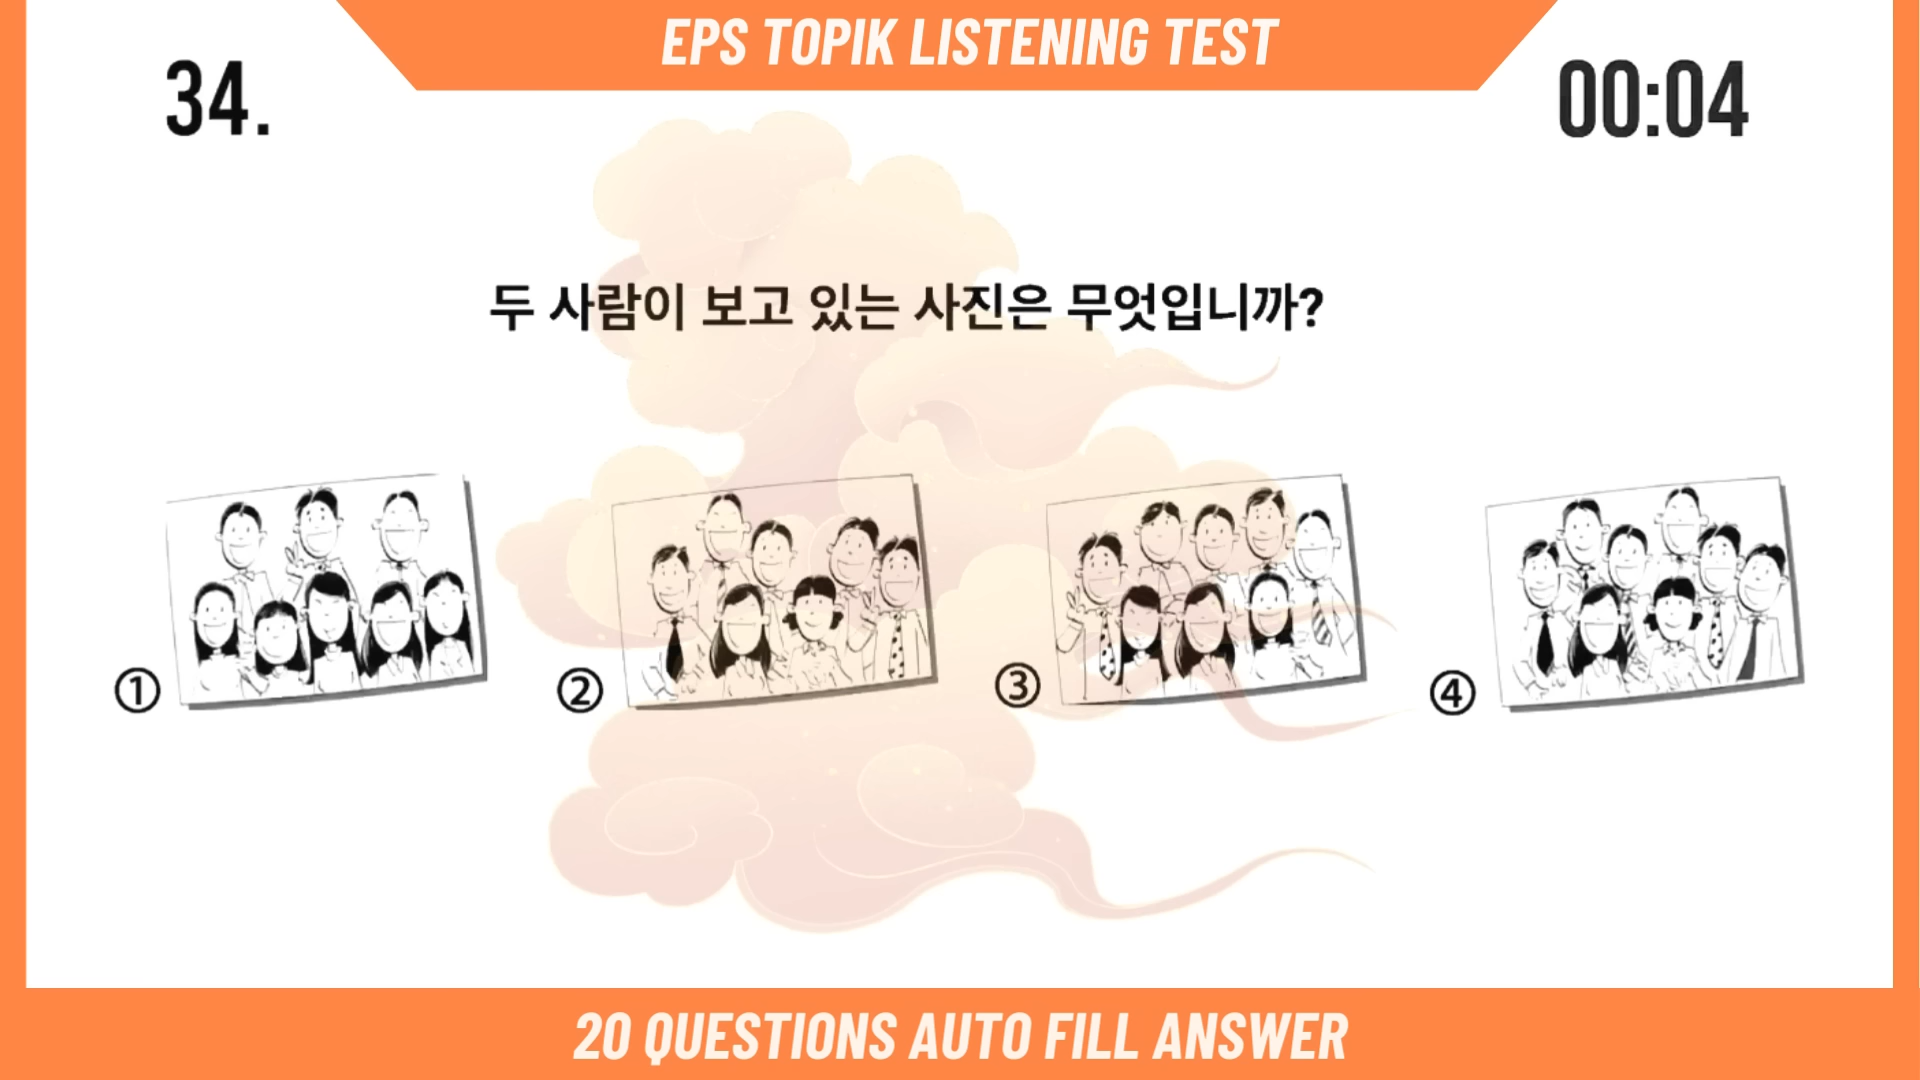 EPS TOPIK LISTENING TEST
34.
00:04
두 사람이 보고 있는 사진은 무엇입니까?
①
②
③
④
20 QUESTIONS AUTO FILL ANSWER